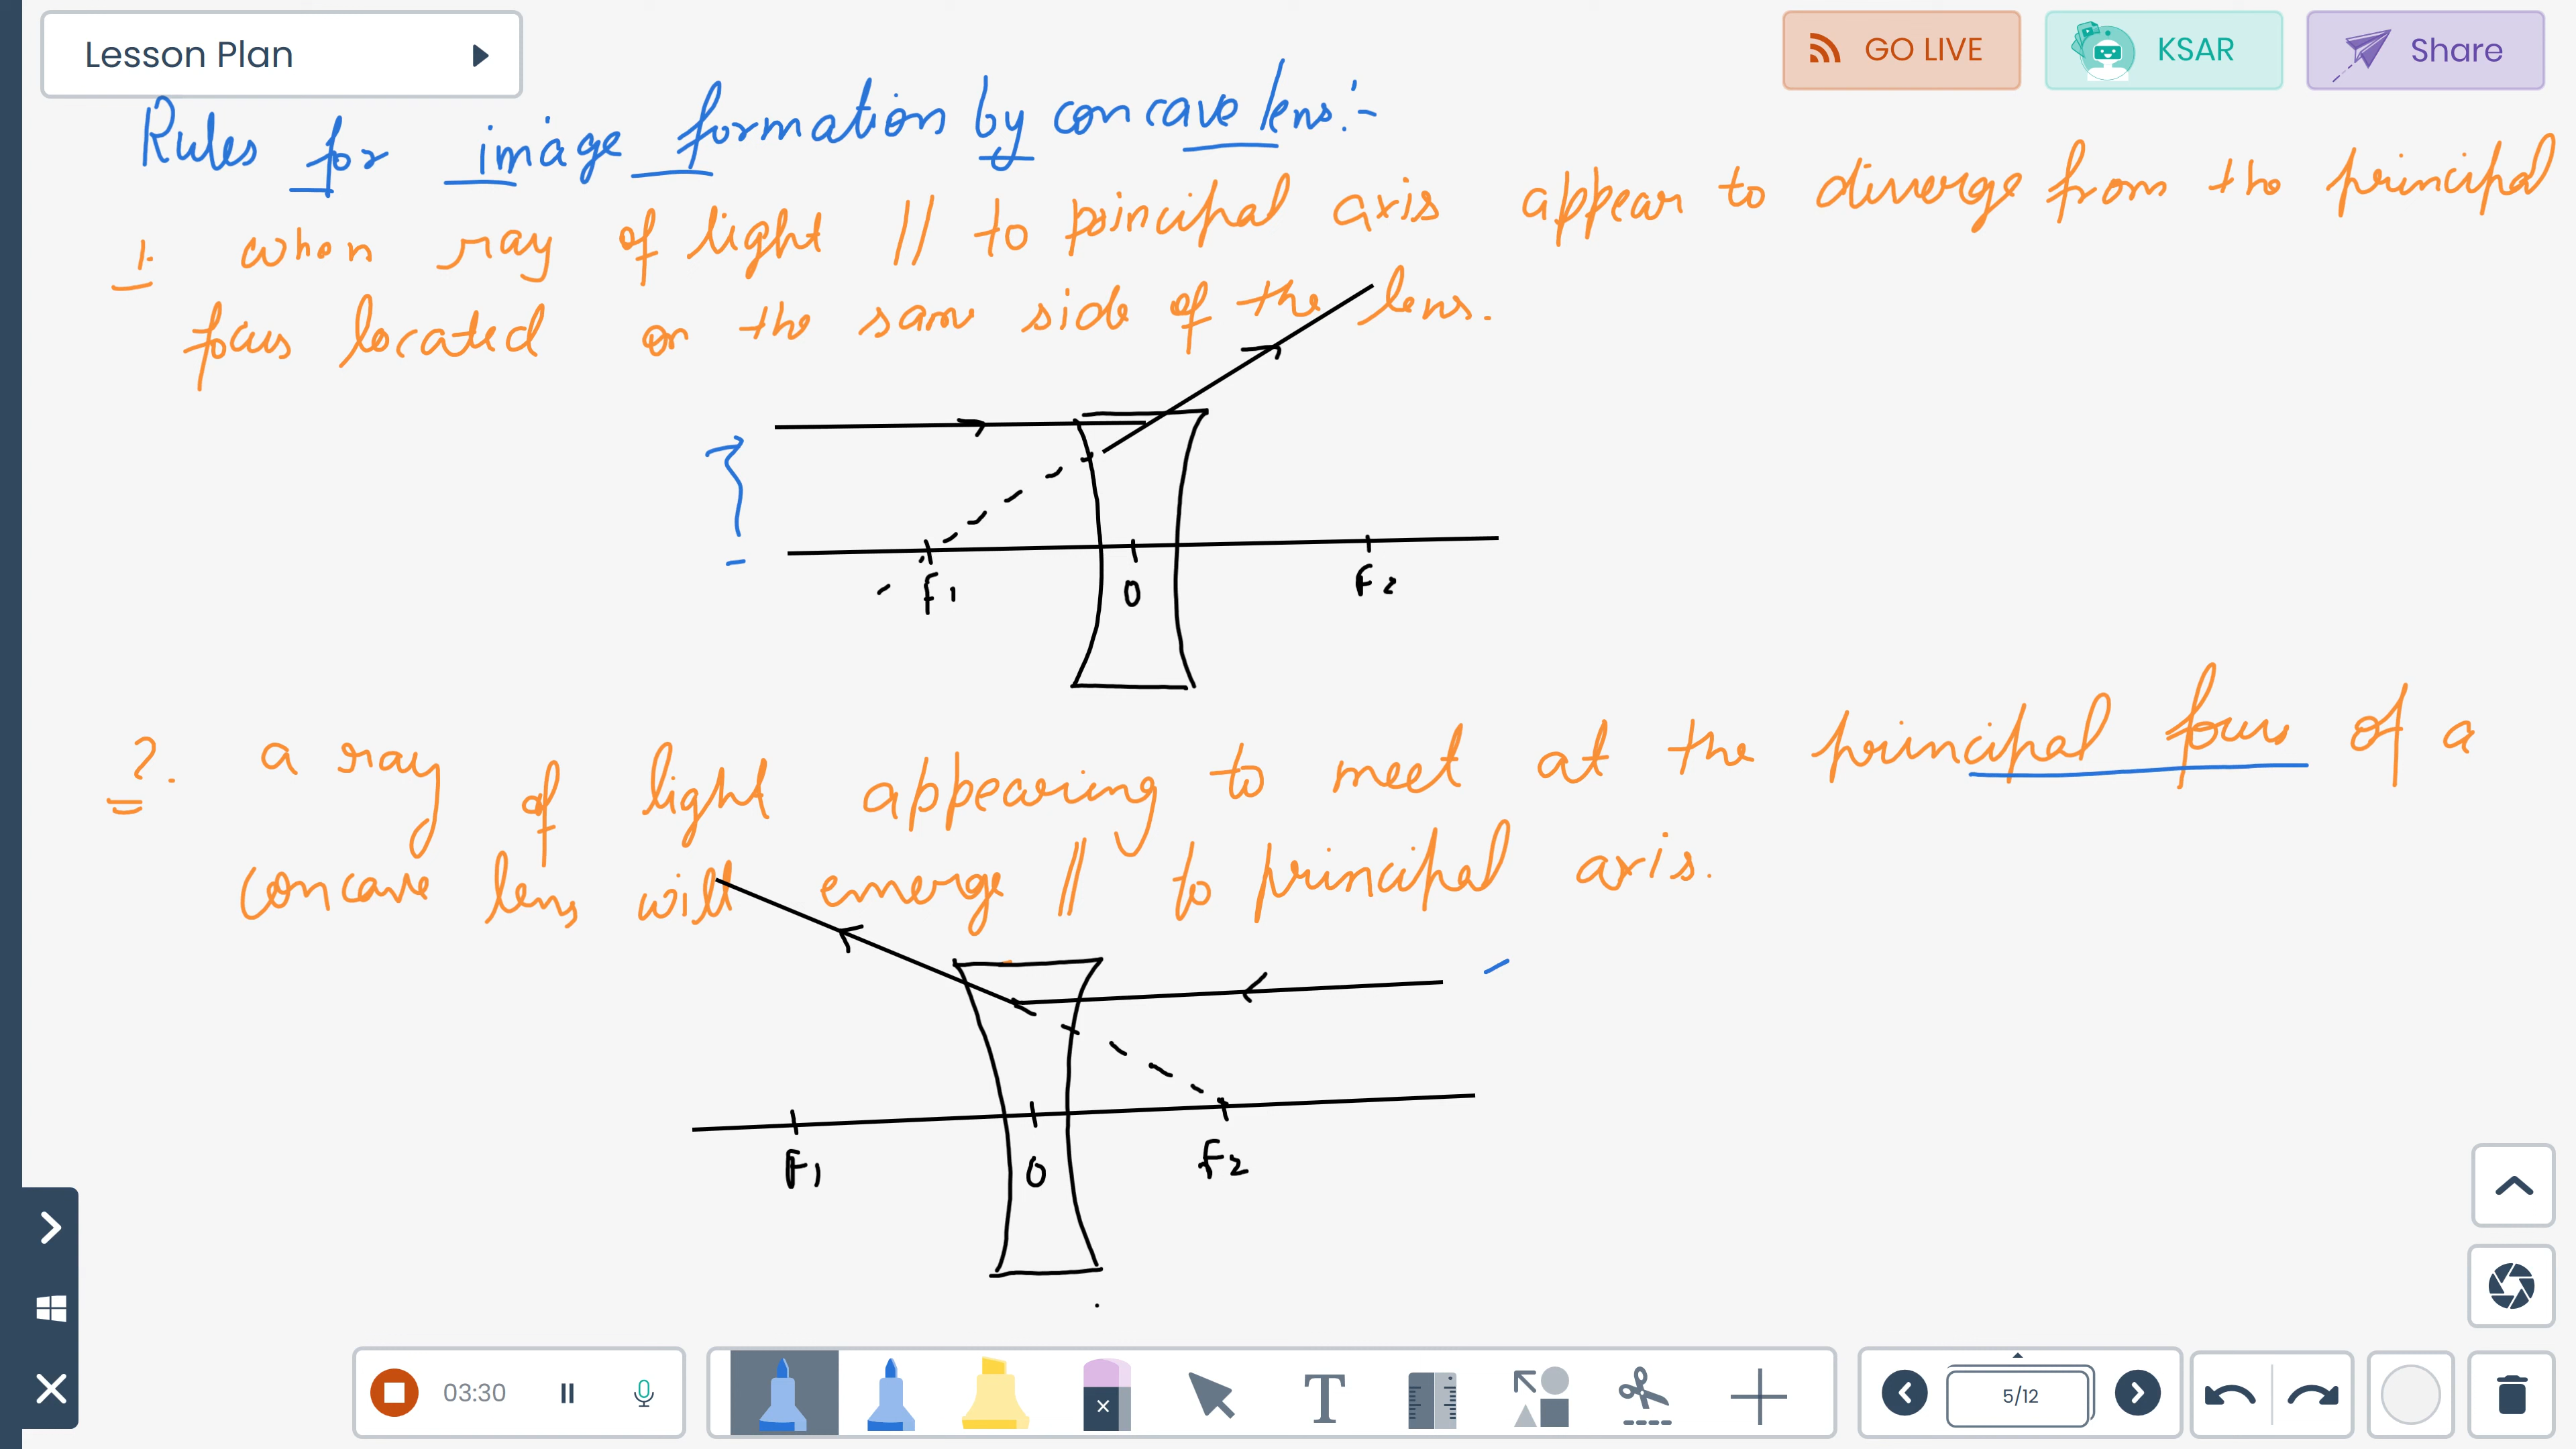 Lesson Plan
GO LIVE
KSAR
Share
Rules for image formation by concave lens:-
1. when ray of light // to principal axis appear to diverge from the principal
focus located on the same side of the lens.
F1
O
F2
2. a ray of light appearing to meet at the principal focus of a
concave lens will emerge // to principal axis.
F1
O
F2
03:30
T
5/12